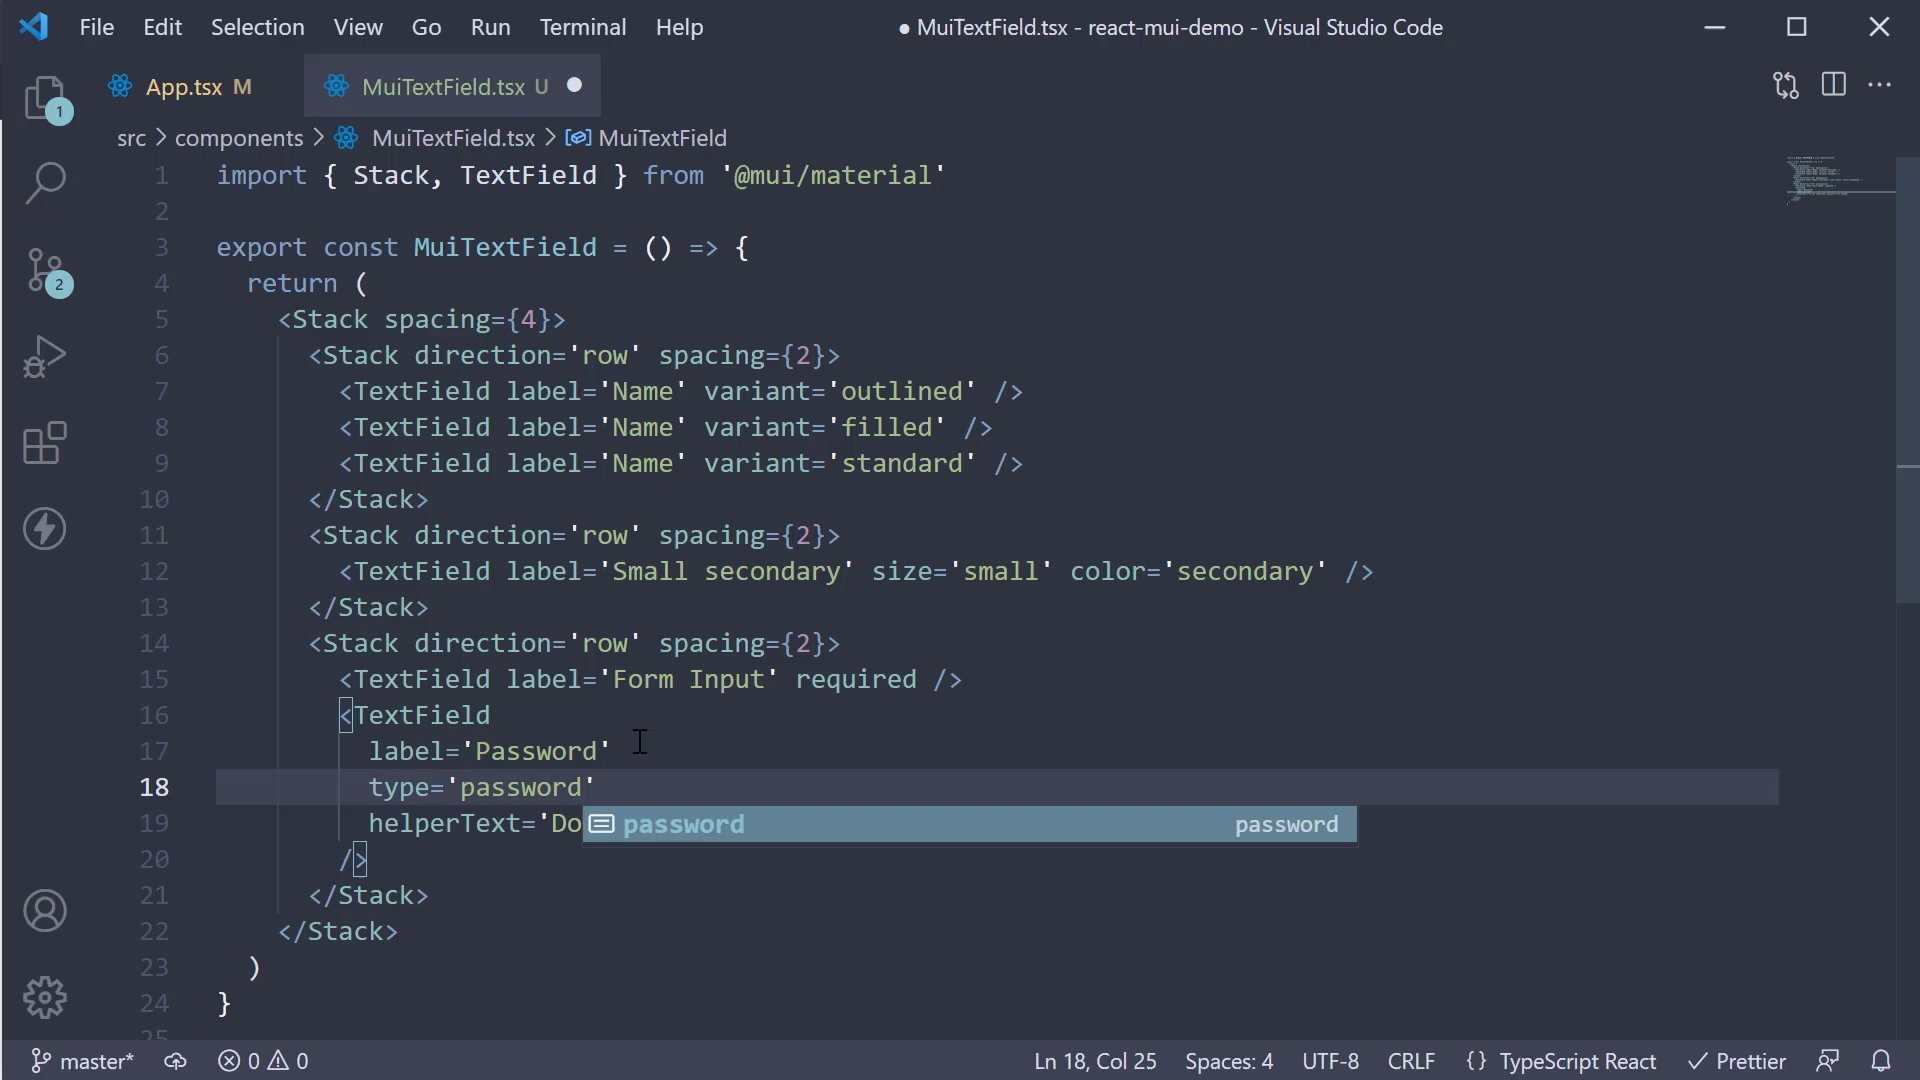 File Edit Selection View Go Run Terminal Help ● MuiTextField.tsx - react-mui-demo - Visual Studio Code
App.tsx M MuiTextField.tsx U
src > components > MuiTextField.tsx > MuiTextField
1 import { Stack, TextField } from '@mui/material'
2
3 export const MuiTextField = () => {
4 return (
5 <Stack spacing={4}>
6 <Stack direction='row' spacing={2}>
7 <TextField label='Name' variant='outlined' />
8 <TextField label='Name' variant='filled' />
9 <TextField label='Name' variant='standard' />
10 </Stack>
11 <Stack direction='row' spacing={2}>
12 <TextField label='Small secondary' size='small' color='secondary' />
13 </Stack>
14 <Stack direction='row' spacing={2}>
15 <TextField label='Form Input' required />
16 <TextField
17 label='Password'
18 type='password'
19 helperText='Do
password password
20 />
21 </Stack>
22 </Stack>
23 )
24 }
25
1
2
master* 0 0 Ln 18, Col 25 Spaces: 4 UTF-8 CRLF {} TypeScript React Prettier